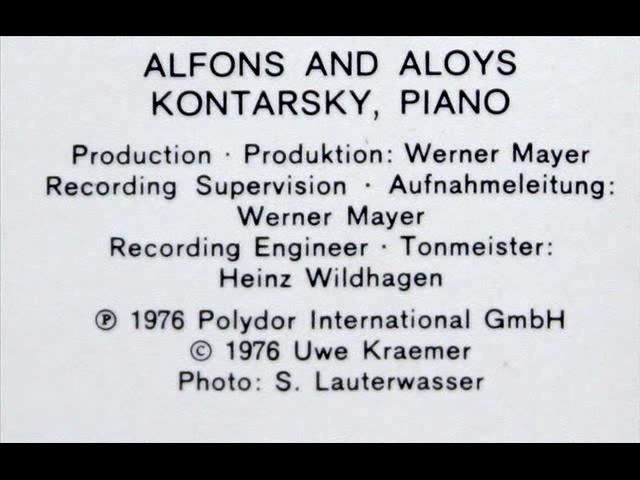 ALFONS AND ALOYS
KONTARSKY, PIANO
Production · Produktion: Werner Mayer
Recording Supervision · Aufnahmeleitung:
Werner Mayer
Recording Engineer · Tonmeister:
Heinz Wildhagen
℗ 1976 Polydor International GmbH
© 1976 Uwe Kraemer
Photo: S. Lauterwasser